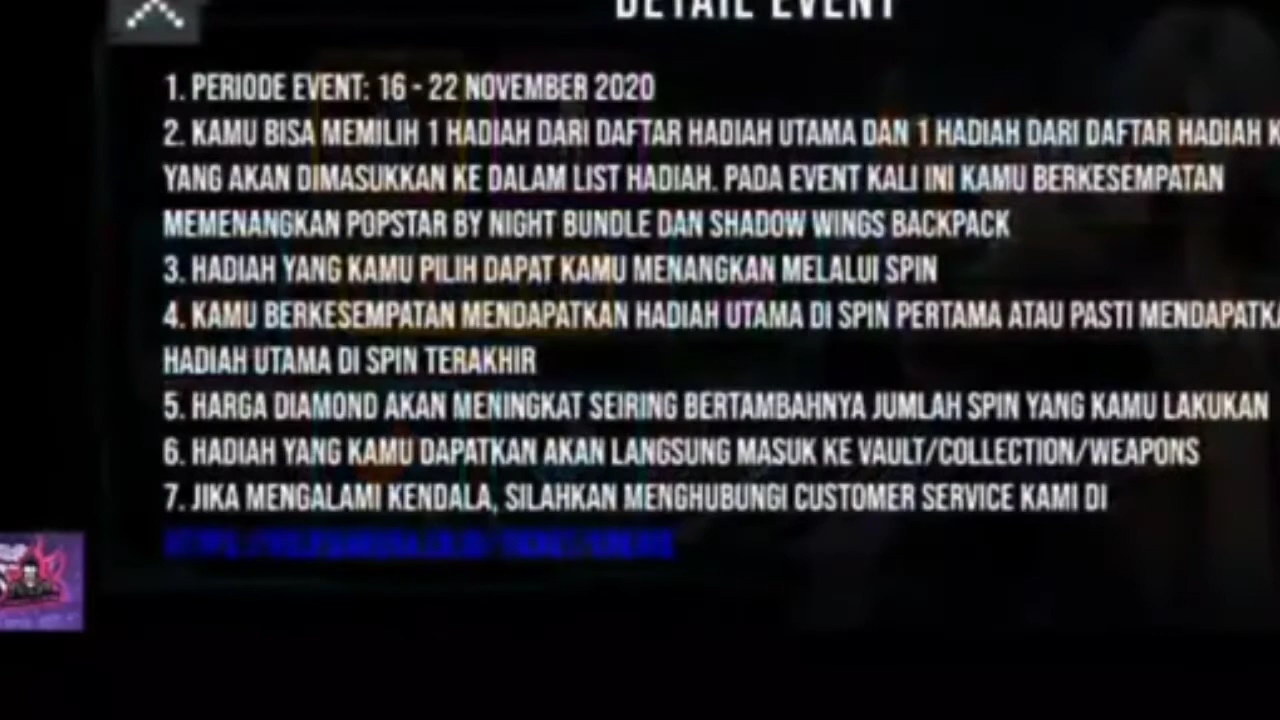 DETAIL EVENT
1. PERIODE EVENT: 16 - 22 NOVEMBER 2020
2. KAMU BISA MEMILIH 1 HADIAH DARI DAFTAR HADIAH UTAMA DAN 1 HADIAH DARI DAFTAR HADIAH
YANG AKAN DIMASUKKAN KE DALAM LIST HADIAH. PADA EVENT KALI INI KAMU BERKESEMPATAN
MEMENANGKAN POPSTAR BY NIGHT BUNDLE DAN SHADOW WINGS BACKPACK
3. HADIAH YANG KAMU PILIH DAPAT KAMU MENANGKAN MELALUI SPIN
4. KAMU BERKESEMPATAN MENDAPATKAN HADIAH UTAMA DI SPIN PERTAMA ATAU PASTI MENDAPATKA
HADIAH UTAMA DI SPIN TERAKHIR
5. HARGA DIAMOND AKAN MENINGKAT SEIRING BERTAMBAHNYA JUMLAH SPIN YANG KAMU LAKUKAN
6. HADIAH YANG KAMU DAPATKAN AKAN LANGSUNG MASUK KE VAULT/COLLECTION/WEAPONS
7. JIKA MENGALAMI KENDALA, SILAHKAN MENGHUBUNGI CUSTOMER SERVICE KAMI DI